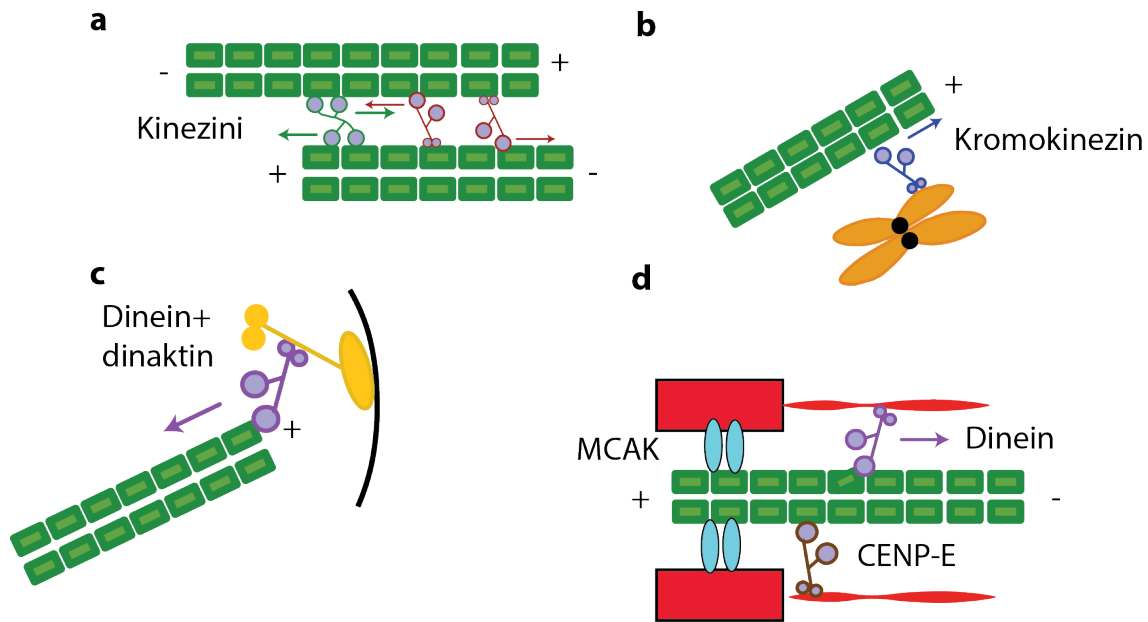 a
-
+
Kinezini
+
-
b
+
Kromokinezin
c
Dinein+
dinaktin
+
d
MCAK
Dinein
+
-
CENP-E